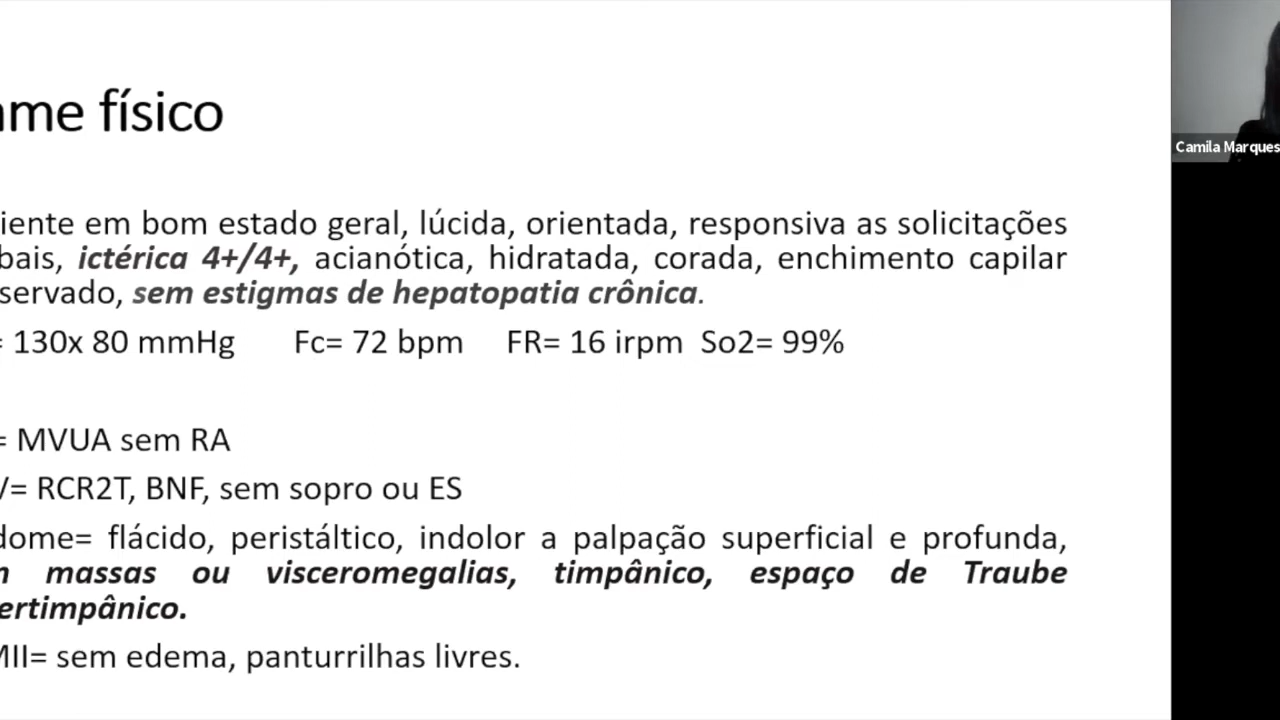 ame físico
Camila Marques
iente em bom estado geral, lúcida, orientada, responsiva as solicitações
bais, ictérica 4+/4+, acianótica, hidratada, corada, enchimento capilar
servado, sem estigmas de hepatopatia crônica.
= 130x 80 mmHg Fc= 72 bpm FR= 16 irpm So2= 99%
= MVUA sem RA
V= RCR2T, BNF, sem sopro ou ES
dome= flácido, peristáltico, indolor a palpação superficial e profunda,
m massas ou visceromegalias, timpânico, espaço de Traube
ertimpânico.
MII= sem edema, panturrilhas livres.